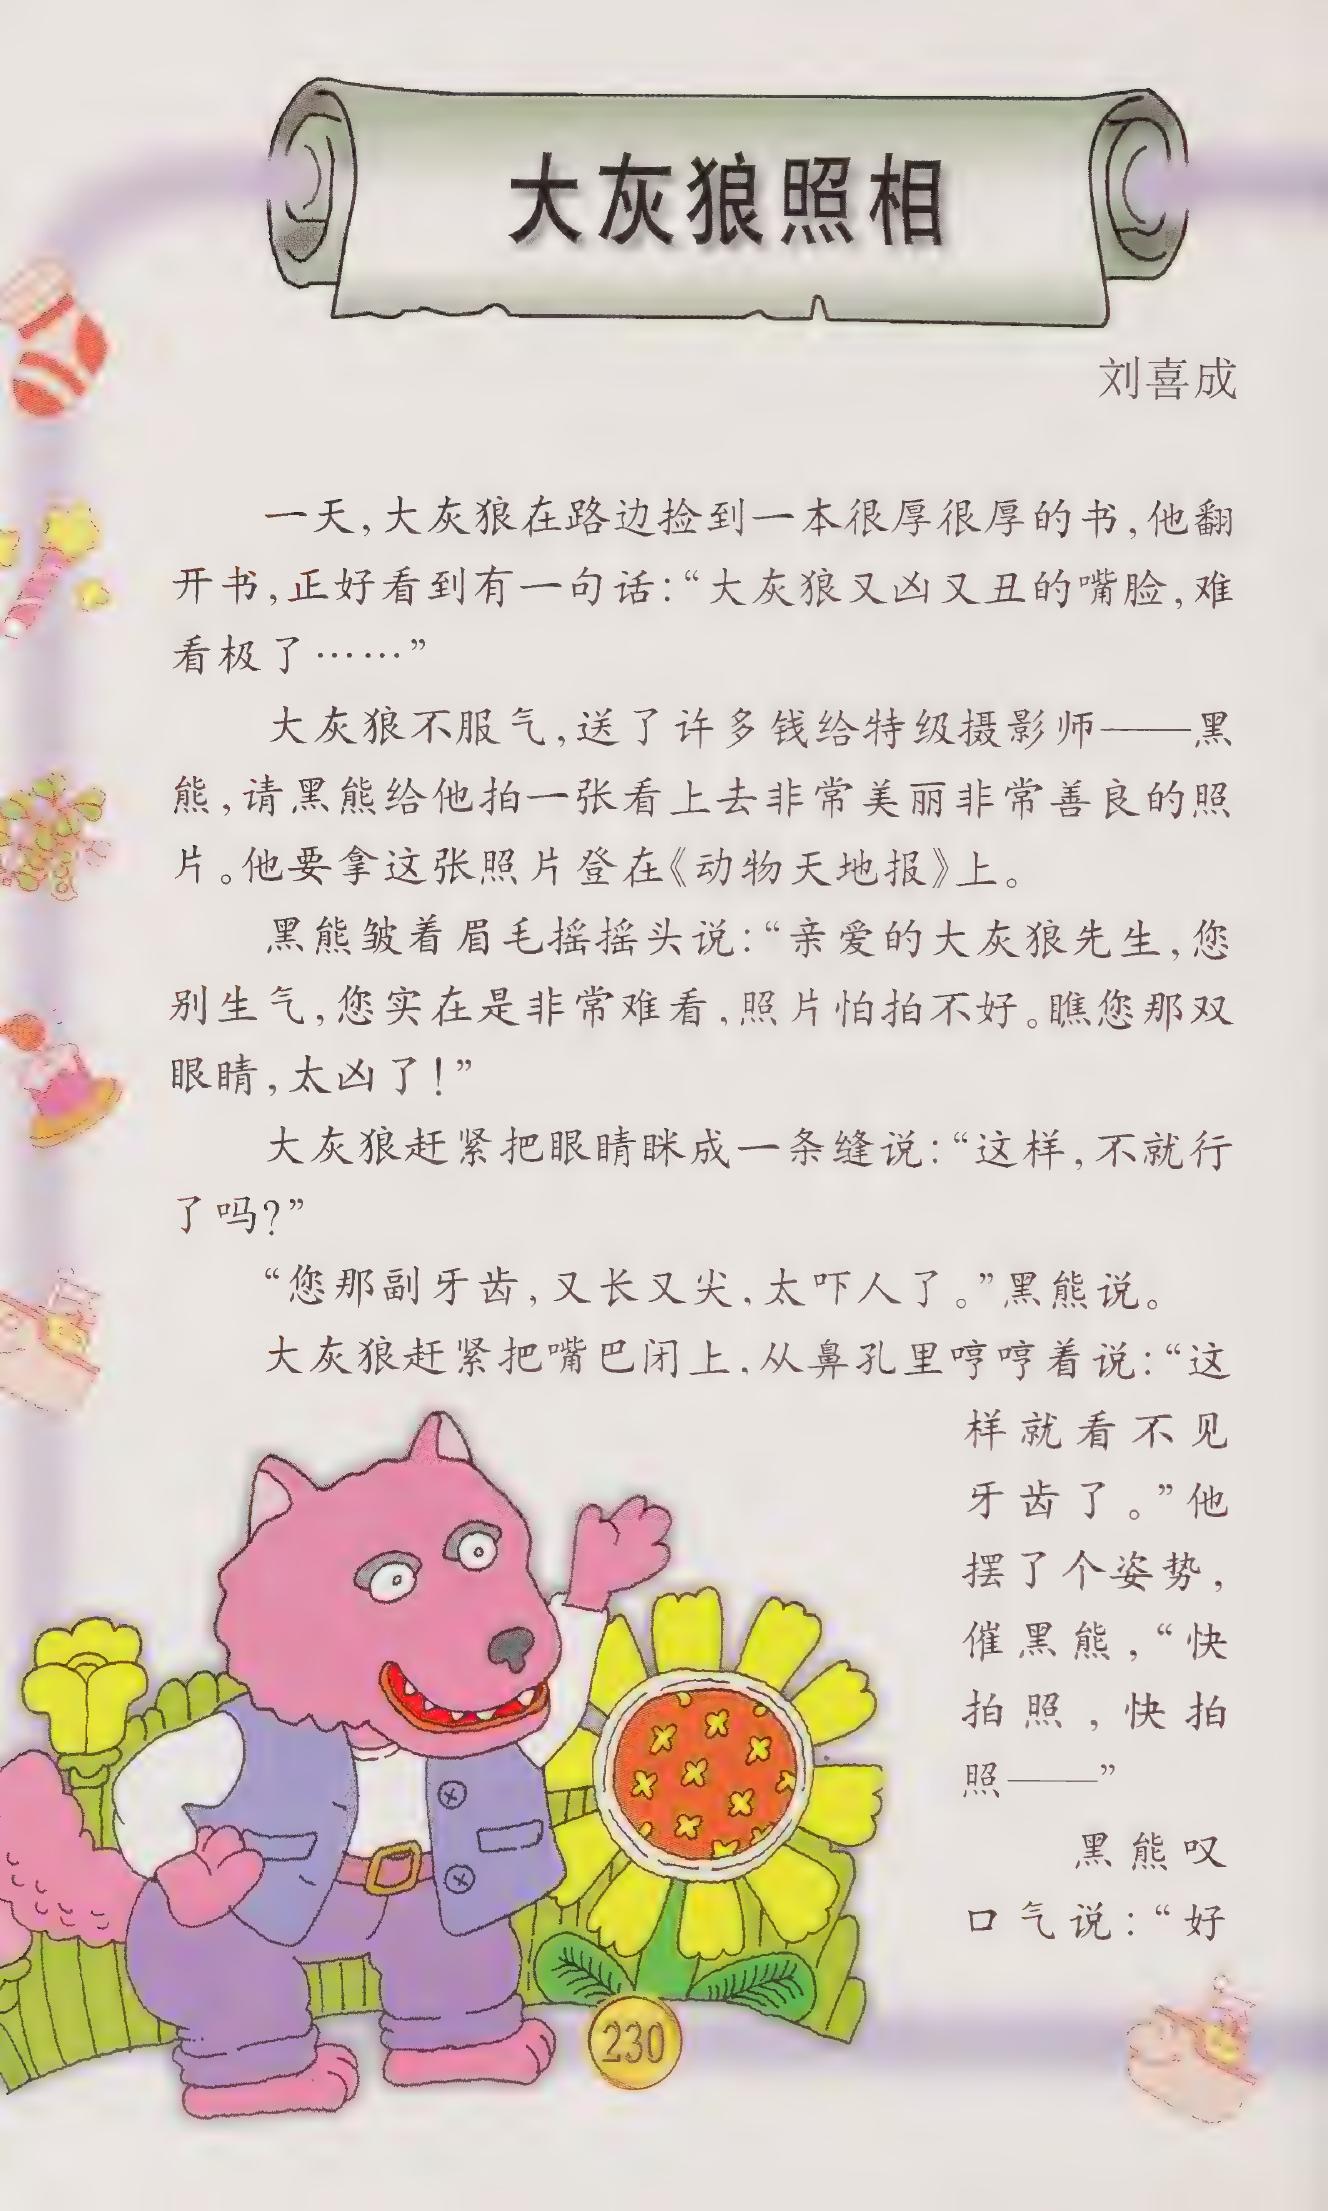 大灰狼照相
刘喜成
一天，大灰狼在路边捡到一本很厚很厚的书，他翻
开书，正好看到有一句话：“大灰狼又凶又丑的嘴脸，难
看极了……”
大灰狼不服气，送了许多钱给特级摄影师——黑
熊，请黑熊给他拍一张看上去非常美丽非常善良的照
片。他要拿这张照片登在《动物天地报》上。
黑熊皱着眉毛摇摇头说：“亲爱的大灰狼先生，您
别生气，您实在是非常难看，照片怕拍不好。瞧您那双
眼睛，太凶了！”
大灰狼赶紧把眼睛眯成一条缝说：“这样，不就行
了吗？”
“您那副牙齿，又长又尖，太吓人了。”黑熊说。
大灰狼赶紧把嘴巴闭上，从鼻孔里哼哼着说：“这
样就看不见
牙齿了。”他
摆了个姿势，
催黑熊，“快
拍照，快拍
照——”
黑熊叹
口气说：“好
230